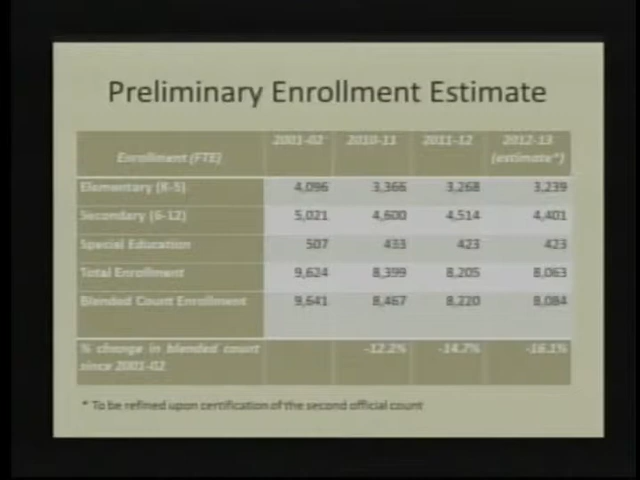 Preliminary Enrollment Estimate
Enrollment (FTE) 2001-02 2010-11 2011-12 2012-13 (estimate*)
Elementary (K-5) 4,096 3,366 3,268 3,239
Secondary (6-12) 5,021 4,600 4,514 4,401
Special Education 507 433 423 423
Total Enrollment 9,624 8,399 8,205 8,063
Blended Count Enrollment 9,641 8,467 8,220 8,084
% change in blended count since 2001-02 -12.2% -14.7% -16.1%
* To be refined upon certification of the second official count